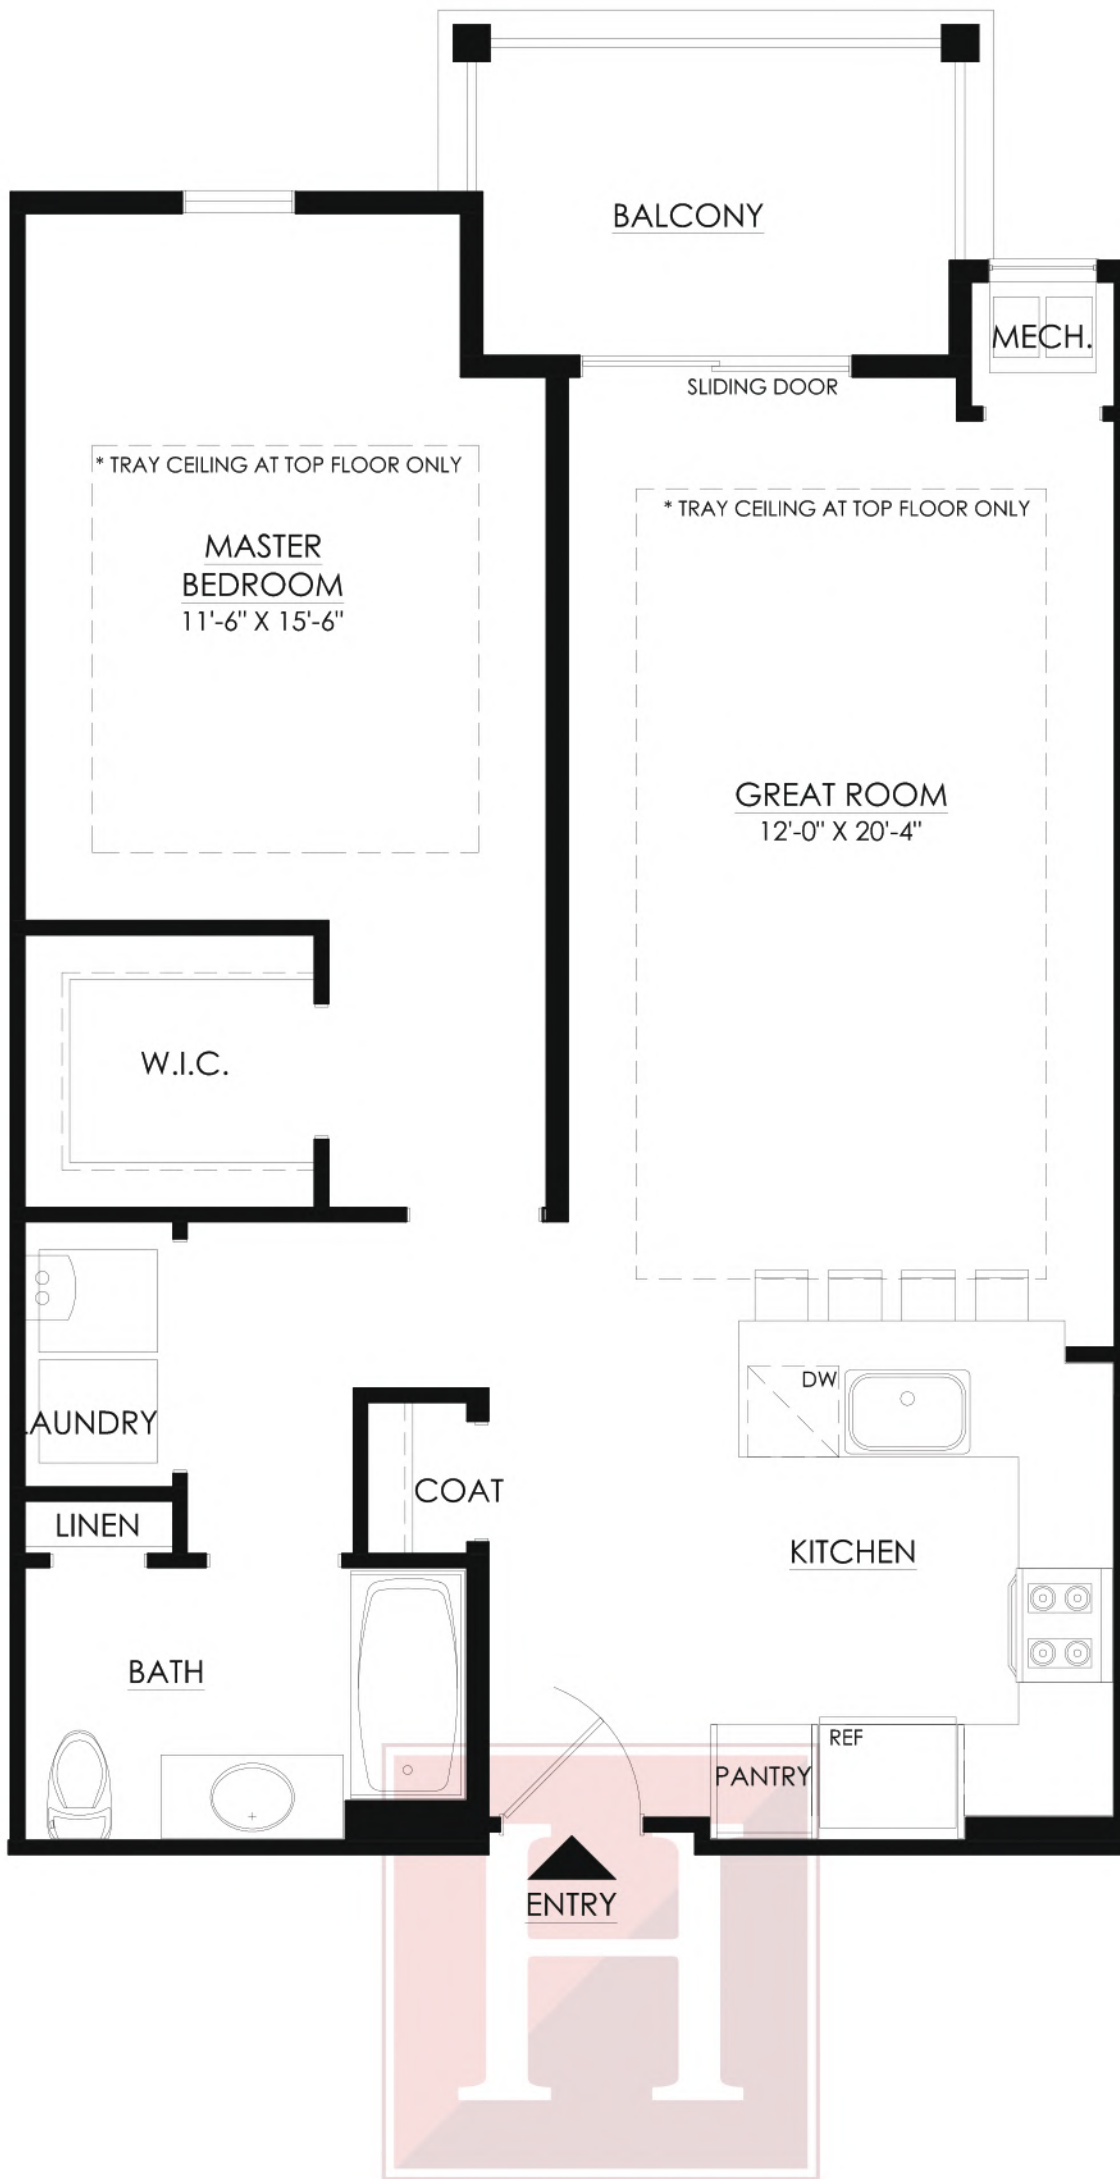 BALCONY
MECH.
SLIDING DOOR
* TRAY CEILING AT TOP FLOOR ONLY
MASTER
BEDROOM
11'-6" X 15'-6"
* TRAY CEILING AT TOP FLOOR ONLY
GREAT ROOM
12'-0" X 20'-4"
W.I.C.
DW
AUNDRY
COAT
LINEN
KITCHEN
BATH
REF
PANTRY
ENTRY
H